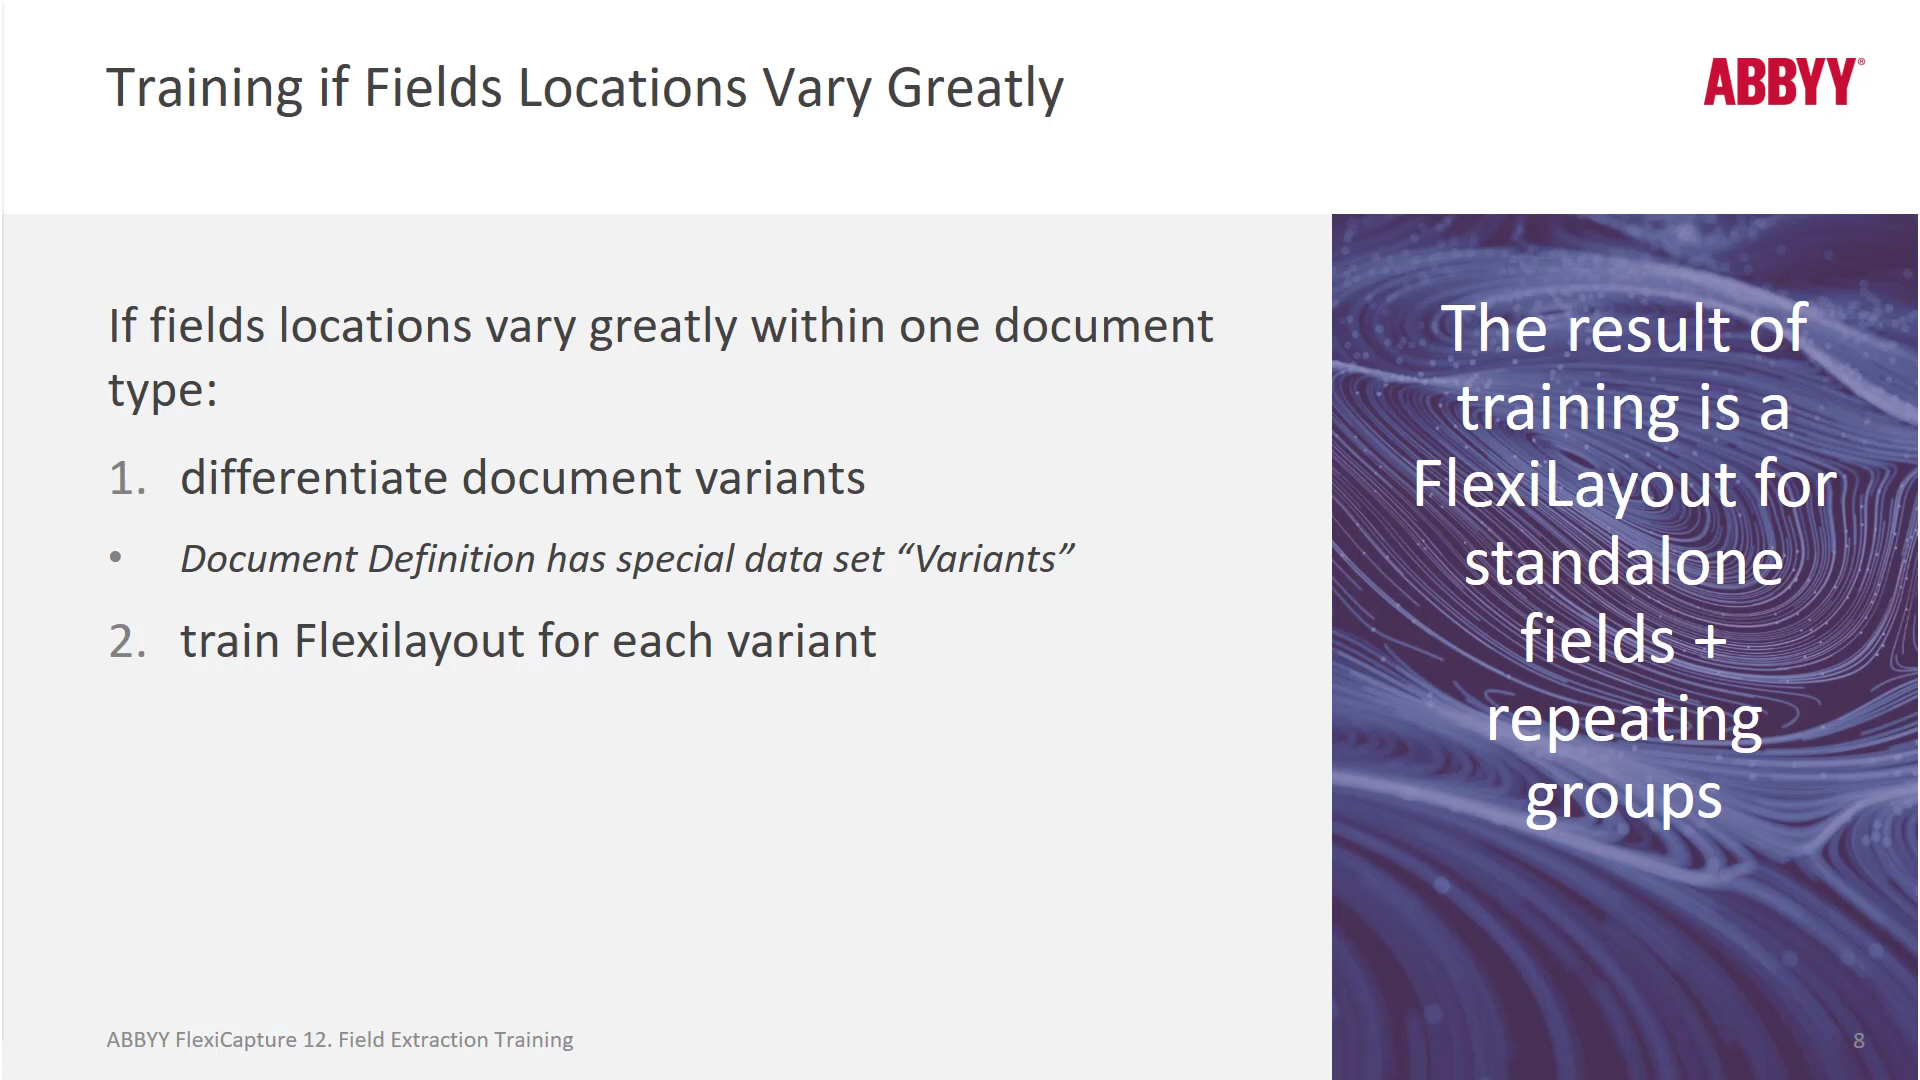 Training if Fields Locations Vary Greatly
ABBYY®
If fields locations vary greatly within one document
type:
1. differentiate document variants
• Document Definition has special data set “Variants”
2. train Flexilayout for each variant
The result of
training is a
FlexiLayout for
standalone
fields +
repeating
groups
ABBYY FlexiCapture 12. Field Extraction Training
8